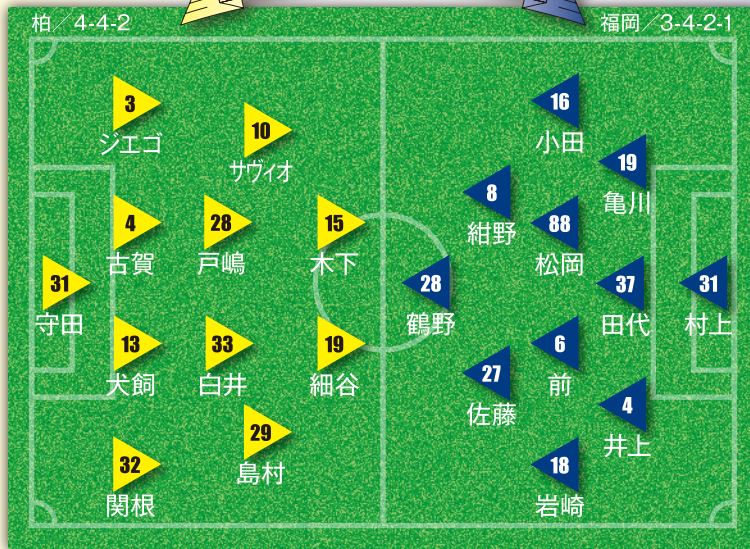 柏／4-4-2
福岡／3-4-2-1
3
ジエゴ
10
サヴィオ
4
古賀
28
戸嶋
15
木下
31
守田
13
犬飼
33
白井
19
細谷
29
島村
32
関根
16
小田
19
亀川
8
紺野
88
松岡
28
鶴野
37
田代
31
村上
6
前
27
佐藤
4
井上
18
岩崎